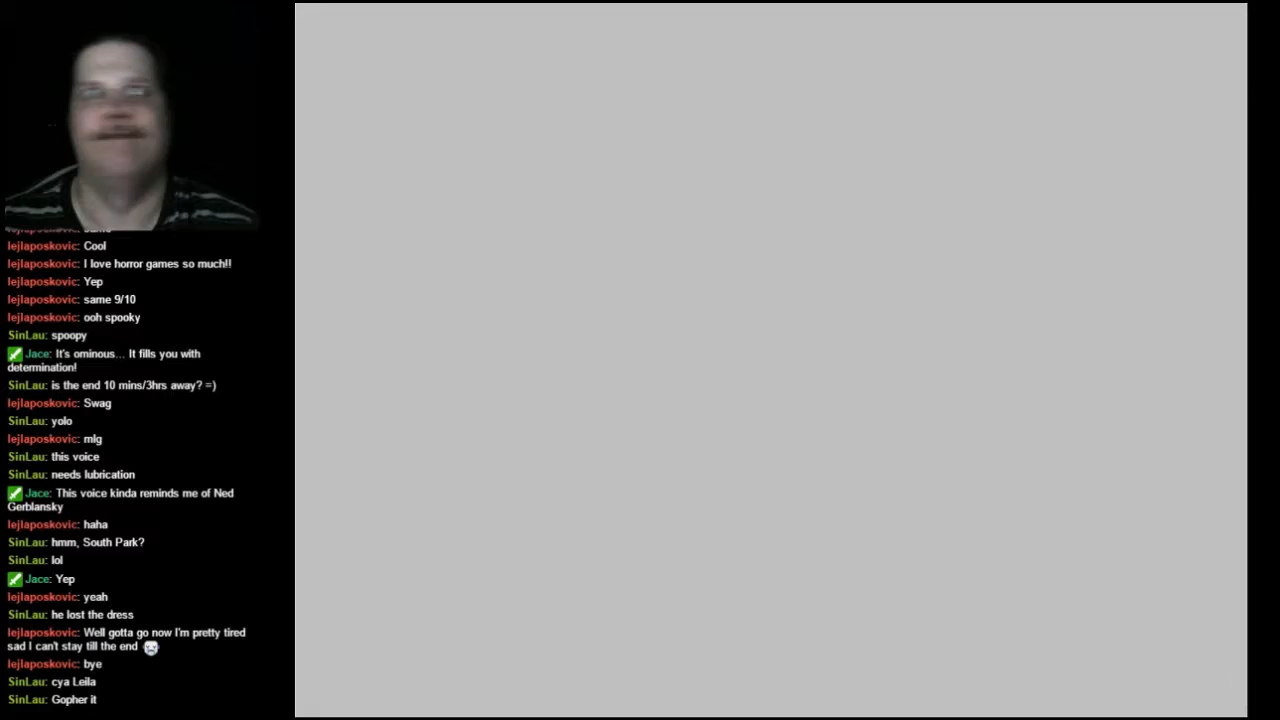 lejlaposkovic: Cool
lejlaposkovic: I love horror games so much!!
lejlaposkovic: Yep
lejlaposkovic: same 9/10
lejlaposkovic: ooh spooky
SinLau: spoopy
Jace: It's ominous... It fills you with
determination!
SinLau: is the end 10 mins/3hrs away? =)
lejlaposkovic: Swag
SinLau: yolo
lejlaposkovic: mlg
SinLau: this voice
SinLau: needs lubrication
Jace: This voice kinda reminds me of Ned
Gerblansky
lejlaposkovic: haha
SinLau: hmm, South Park?
SinLau: lol
Jace: Yep
lejlaposkovic: yeah
SinLau: he lost the dress
lejlaposkovic: Well gotta go now I'm pretty tired
sad I can't stay till the end
lejlaposkovic: bye
SinLau: cya Leila
SinLau: Gopher it